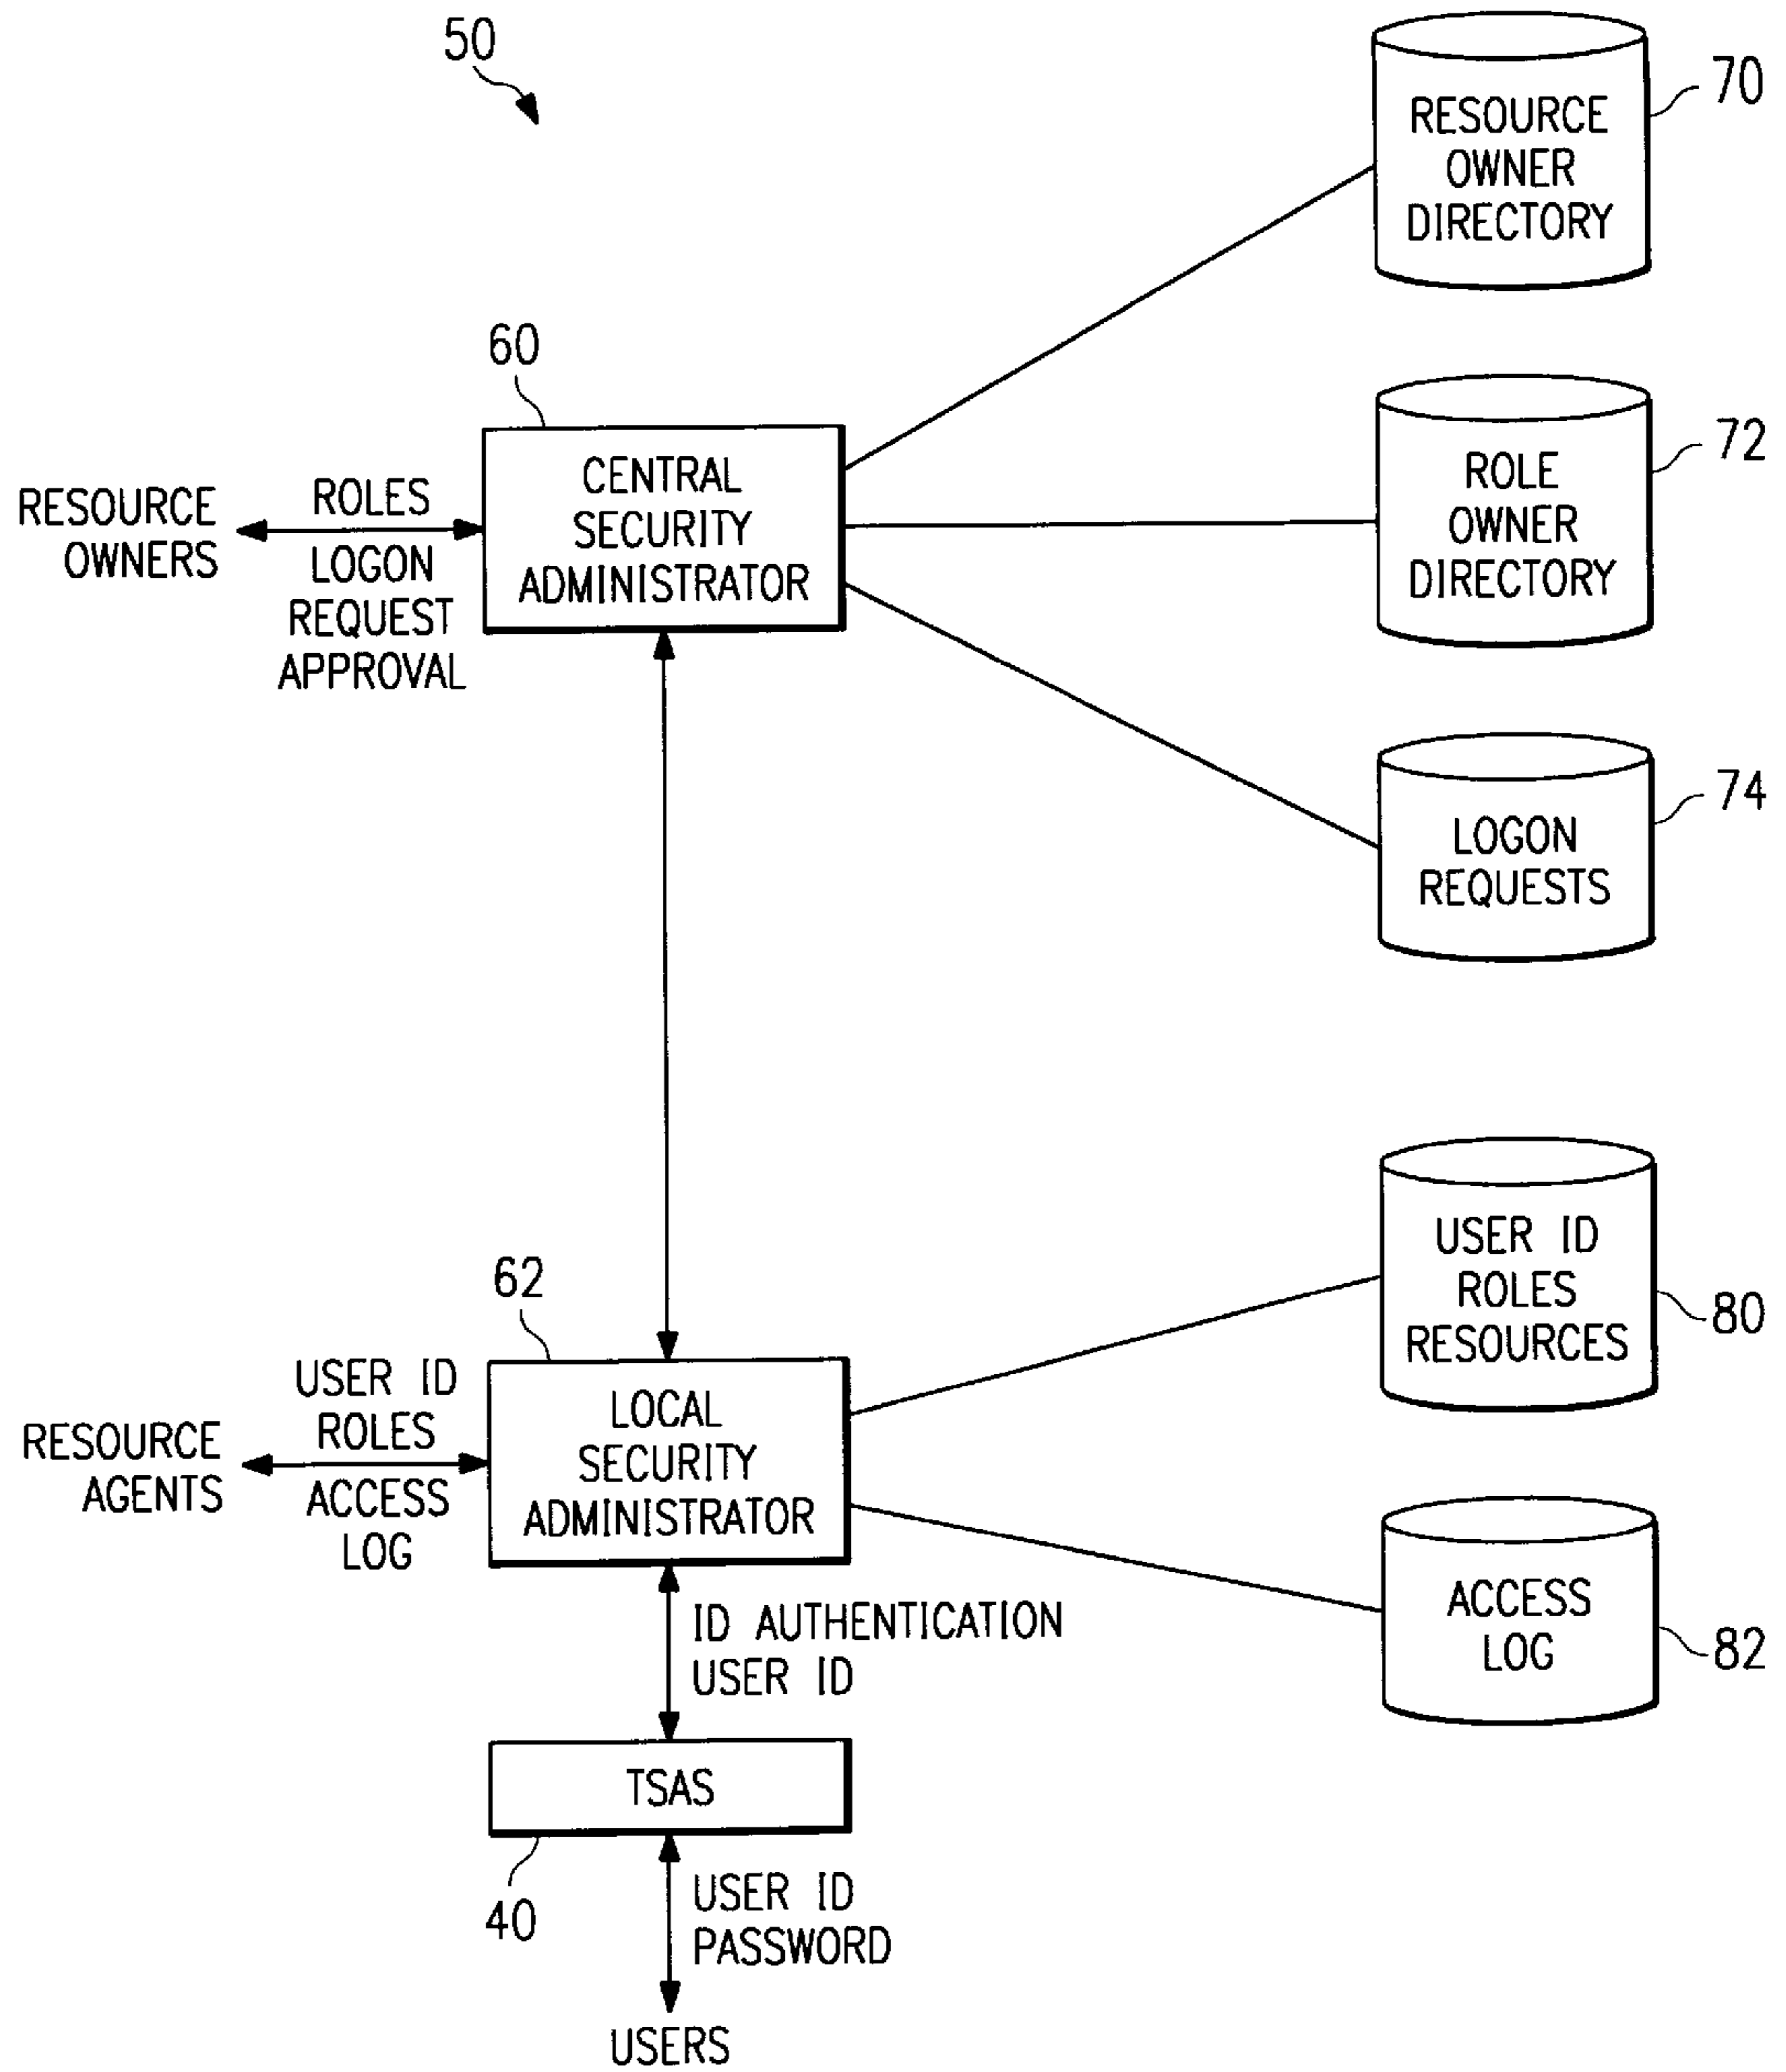 50
RESOURCE
OWNER
DIRECTORY
70
60
CENTRAL
SECURITY
ADMINISTRATOR
RESOURCE
OWNERS
ROLES
LOGON
REQUEST
APPROVAL
ROLE
OWNER
DIRECTORY
72
LOGON
REQUESTS
74
62
LOCAL
SECURITY
ADMINISTRATOR
RESOURCE
AGENTS
USER ID
ROLES
ACCESS
LOG
USER ID
ROLES
RESOURCES
80
ACCESS
LOG
82
ID AUTHENTICATION
USER ID
TSAS
40
USER ID
PASSWORD
USERS